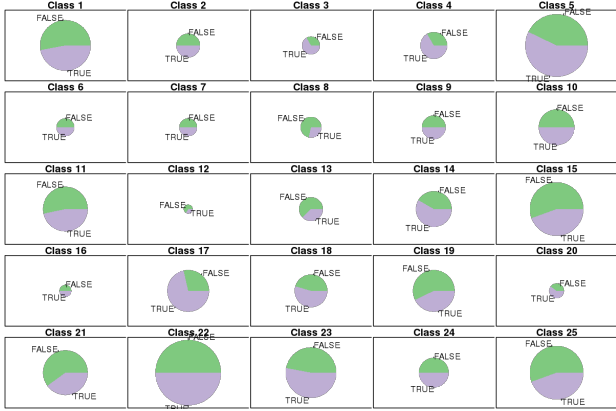 Class 1 Class 2 Class 3 Class 4 Class 5
FALSE FALSE FALSE FALSE FALSE
TRUE TRUE TRUE TRUE TRUE
Class 6 Class 7 Class 8 Class 9 Class 10
FALSE FALSE FALSE FALSE FALSE
TRUE TRUE TRUE TRUE TRUE
Class 11 Class 12 Class 13 Class 14 Class 15
FALSE FALSE FALSE FALSE FALSE
TRUE TRUE TRUE TRUE TRUE
Class 16 Class 17 Class 18 Class 19 Class 20
FALSE FALSE FALSE FALSE FALSE
TRUE TRUE TRUE TRUE TRUE
Class 21 Class 22 Class 23 Class 24 Class 25
FALSE FALSE FALSE FALSE FALSE
TRUE TRUE TRUE TRUE TRUE